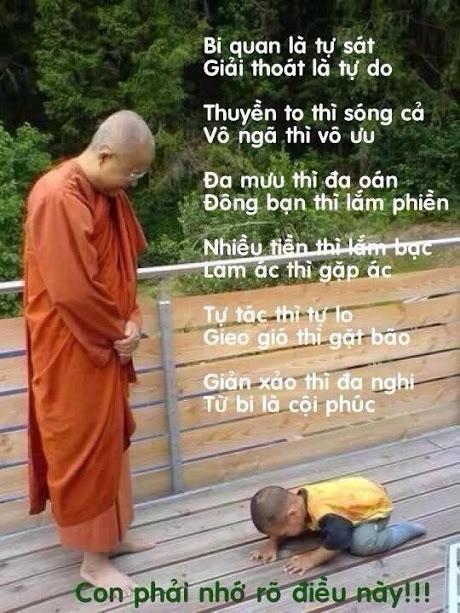 Bi quan là tự sát
Giải thoát là tự do
Thuyền to thì sóng cả
Vô ngã thì vô ưu
Đa mưu thì đa oán
Đông bạn thì lắm phiền
Nhiều tiền thì lắm bạc
Làm ác thì gặp ác
Tự tác thì tự lo
Gieo gió thì gặt bão
Giản xảo thì đa nghi
Từ bi là cội phúc
Con phải nhớ rõ điều này!!!